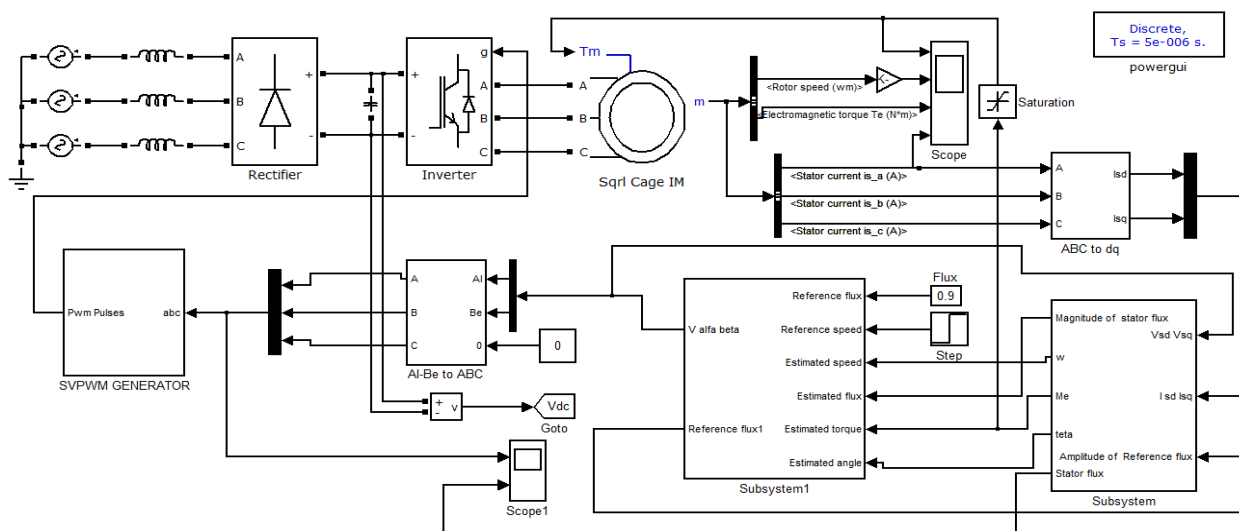 Discrete,
Ts = 5e-006 s.
powergui
A
B
C
+
-
Rectifier
+
-
g
A
B
C
Inverter
Tm
A
B
C
m
Sqrl Cage IM
<Rotor speed (wm)>
K-
<Electromagnetic torque Te (N*m)>
Scope
Saturation
<Stator current is_a (A)>
<Stator current is_b (A)>
<Stator current is_c (A)>
A
B
C
Isd
Isq
ABC to dq
Pwm Pulses
abc
SVPWM GENERATOR
A
B
C
Al
Be
0
Al-Be to ABC
0
+
-
v
Vdc
Goto
Scope1
V alfa beta
Reference flux1
Reference flux
Reference speed
Estimated speed
Estimated flux
Estimated torque
Estimated angle
Subsystem1
Flux
0.9
Step
Magnitude of stator flux
Vsd Vsq
w
Me
I sd Isq
teta
Amplitude of Reference flux
Stator flux
Subsystem